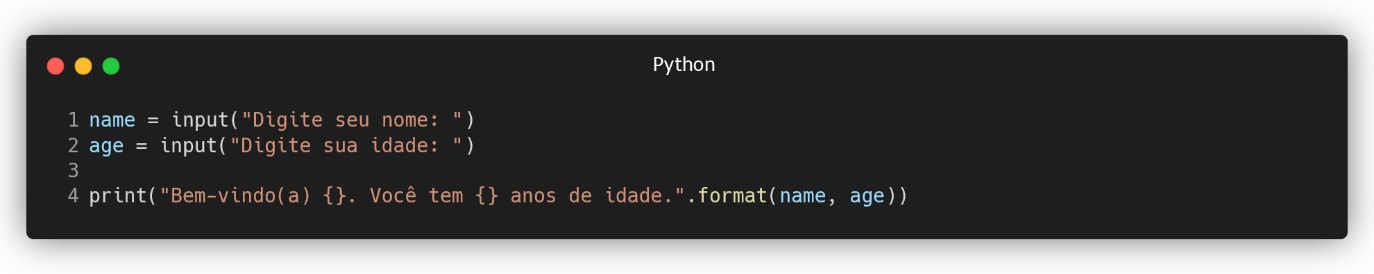 Python
1 name = input("Digite seu nome: ")
2 age = input("Digite sua idade: ")
3
4 print("Bem-vindo(a) {}. Você tem {} anos de idade.".format(name, age))